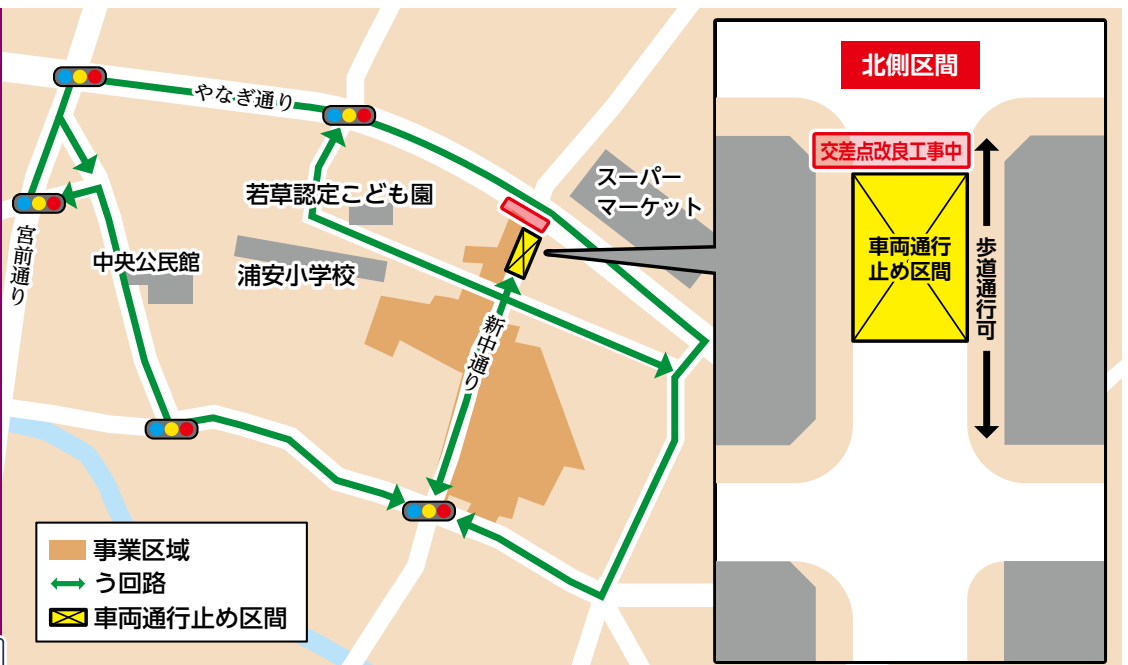 やなぎ通り
若草認定こども園
スーパー
マーケット
宮前通り
中央公民館
浦安小学校
新中通り
事業区域
う回路
車両通行止め区間
北側区間
交差点改良工事中
車両通行
止め区間
歩道通行可